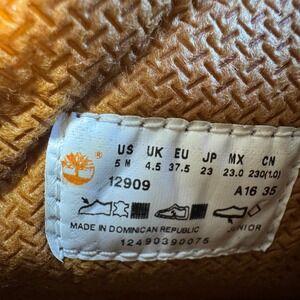 US UK EU JP MX CN
5 M 4.5 37.5 23 23.0 230(1.0)
12909 A16 35
MADE IN DOMINICAN REPUBLIC JUNIOR
12490390075